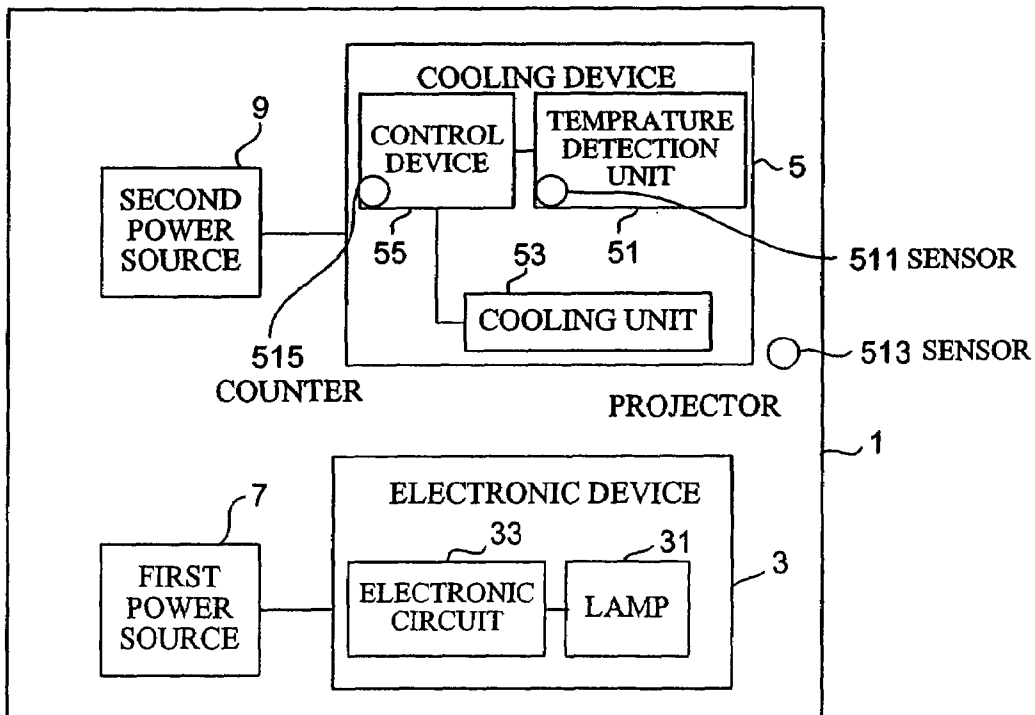 COOLING DEVICE
9
CONTROL
DEVICE
TEMPRATURE
DETECTION
UNIT
5
SECOND
POWER
SOURCE
55
51
53
511 SENSOR
COOLING UNIT
515
COUNTER
513 SENSOR
PROJECTOR
1
7
ELECTRONIC DEVICE
33
31
3
FIRST
POWER
SOURCE
ELECTRONIC
CIRCUIT
LAMP